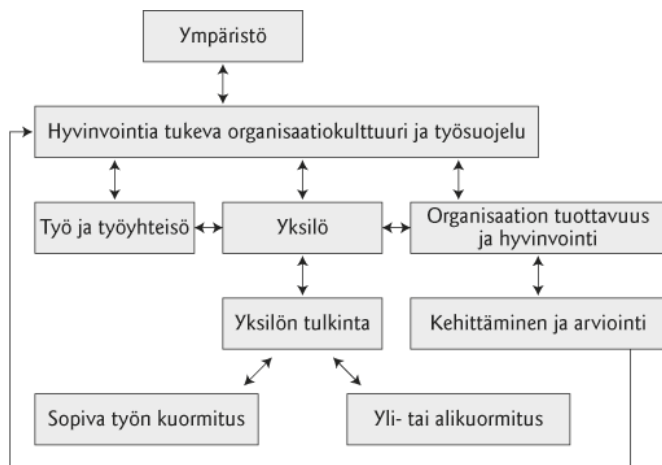 Ympäristö
Hyvinvointia tukeva organisaatiokulttuuri ja työsuojelu
Työ ja työyhteisö
Yksilö
Organisaation tuottavuus
ja hyvinvointi
Yksilön tulkinta
Kehittäminen ja arviointi
Sopiva työn kuormitus
Yli- tai alikuormitus